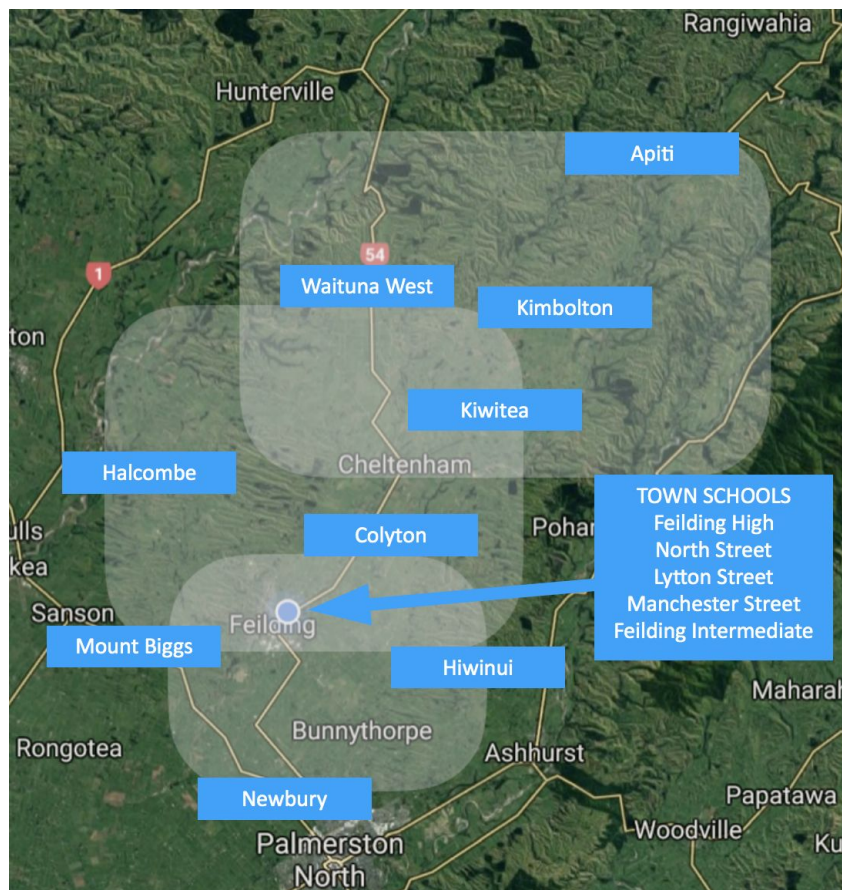 Rangiwahia
Hunterville
Apiti
54
1
Waituna West
Kimbolton
ton
Kiwitea
Cheltenham
Halcombe
TOWN SCHOOLS
Feilding High
North Street
Lytton Street
Manchester Street
Feilding Intermediate
Colyton
Pohan
ulls
kea
Sanson
Feilding
Mount Biggs
Hiwinui
Maharah
Bunnythorpe
Rongotea
Ashhurst
Newbury
Papatawa
Woodville
Ku
Palmerston
North